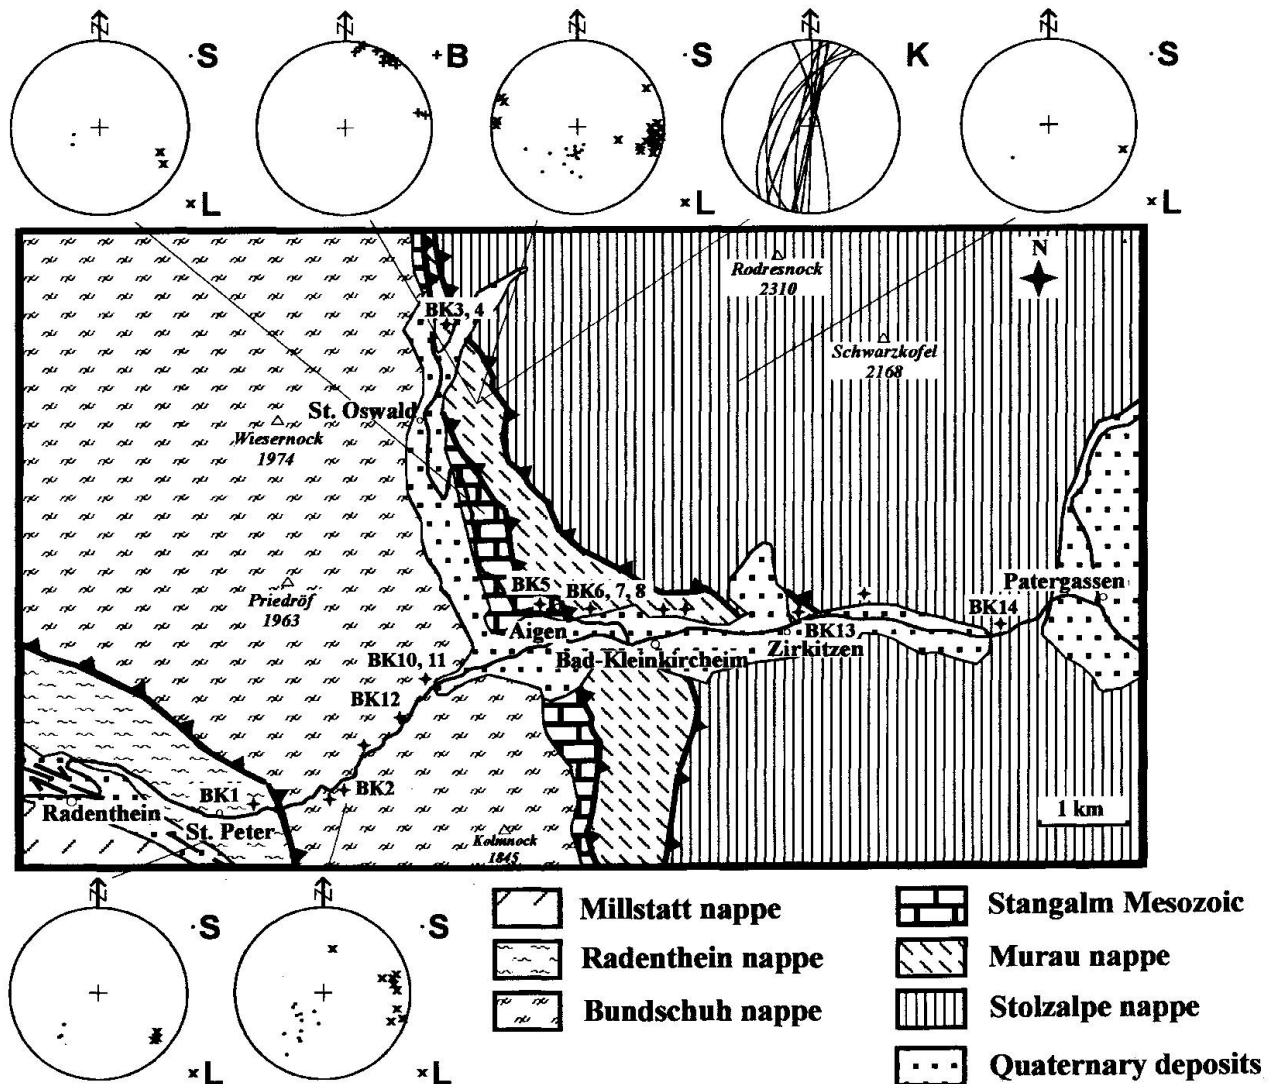 N
N
N
N
N
S
B
S
K
S
L
L
L
N
Rodresnock
2310
BK3, 4
Schwarzkofel
2168
St. Oswald
Wiesernock
1974
Patergassen
BK5
BK6, 7, 8
BK14
Priedröf
1963
Aigen
BK13
Zirkitzen
Bad-Kleinkircheim
BK10, 11
BK12
BK2
BK1
1 km
Radenthein
St. Peter
Kolmnock
1845
N
N
S
S
L
L
Millstatt nappe
Radenthein nappe
Bundschuh nappe
Stangalm Mesozoic
Murau nappe
Stolzalpe nappe
Quaternary deposits